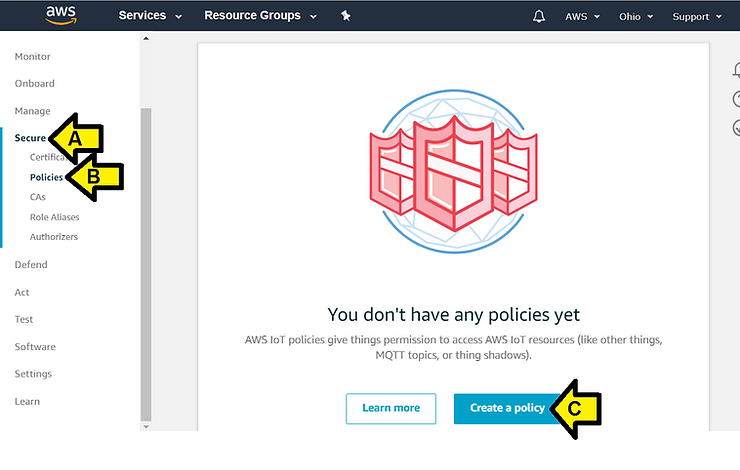 aws
Services
Resource Groups
AWS
Ohio
Support
Monitor
Onboard
Manage
Secure
A
Policies
B
CAs
Role Aliases
Authorizers
Defend
Act
Test
Software
Settings
Learn
You don't have any policies yet
AWS IoT policies give things permission to access AWS IoT resources (like other things,
MQTT topics, or thing shadows).
Learn more
Create a policy
C